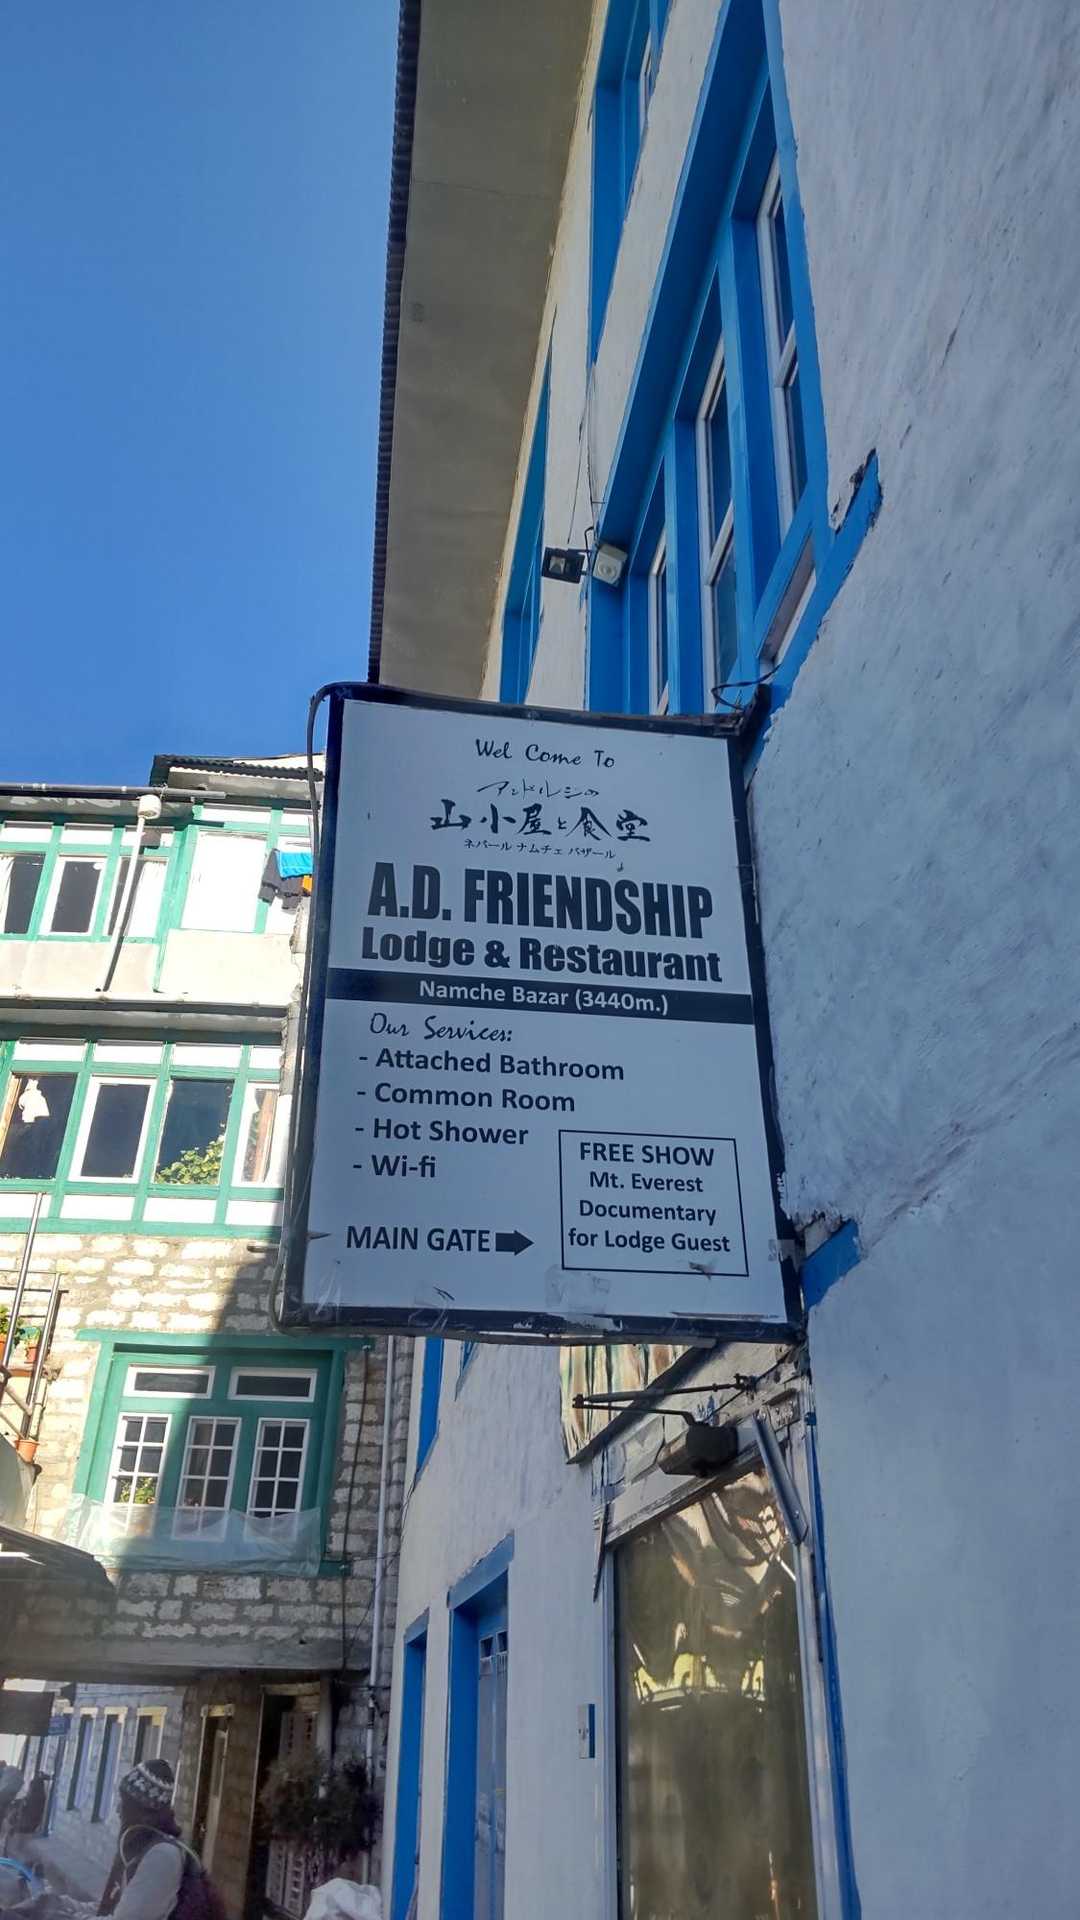 Wel Come To
アンドルシの
山小屋と食堂
ネパール ナムチェ バザール
A.D. FRIENDSHIP
Lodge & Restaurant
Namche Bazar (3440m.)
Our Services:
- Attached Bathroom
- Common Room
- Hot Shower
- Wi-fi
FREE SHOW
Mt. Everest
Documentary
for Lodge Guest
MAIN GATE